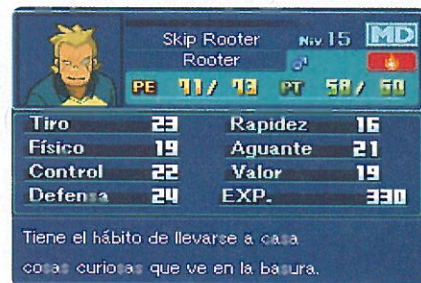 Skip Rooter Niv. 15 MD
Rooter ♂
PE 71/ 73 PT 58/ 60
Tiro 23 Rapidez 16
Físico 19 Aguante 21
Control 22 Valor 19
Defensa 24 EXP. 330
Tiene el hábito de llevarse a casa
cosas curiosas que ve en la basura.